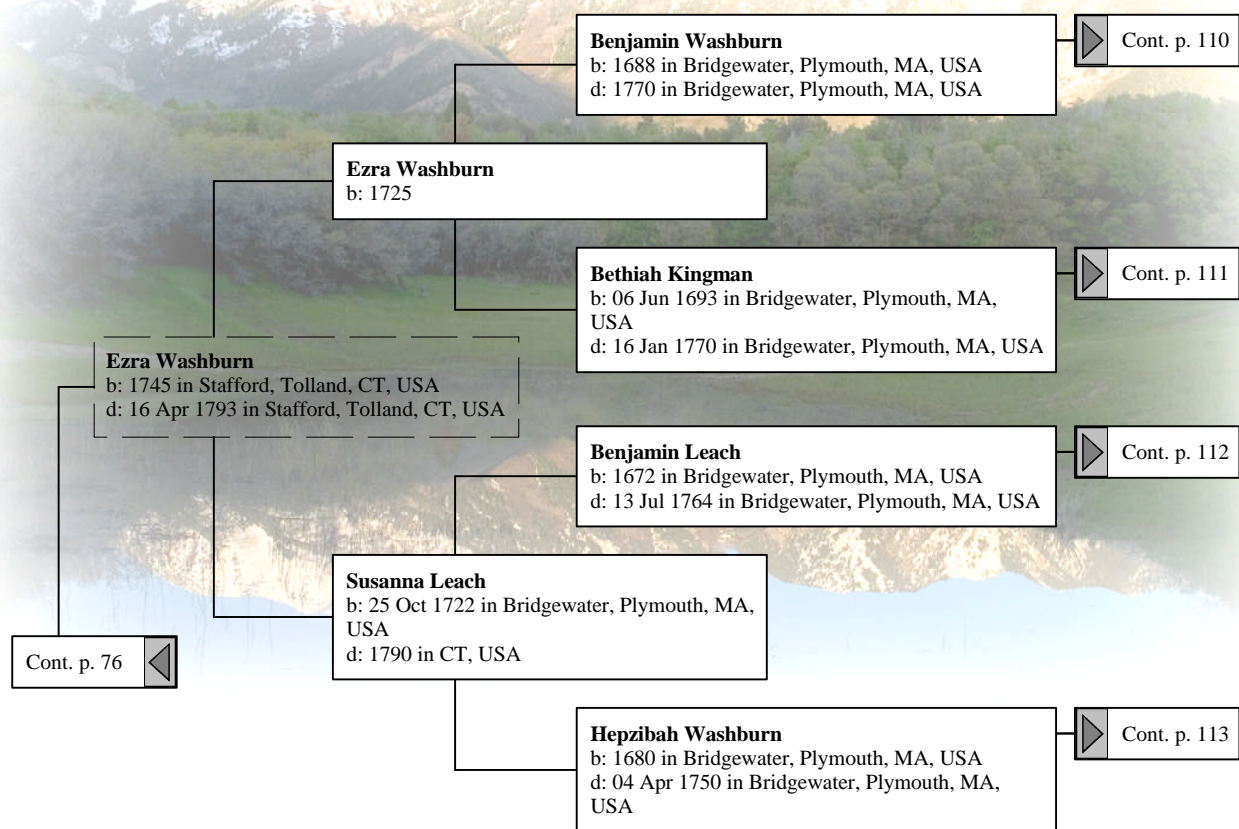 Benjamin Washburn
b: 1688 in Bridgewater, Plymouth, MA, USA
d: 1770 in Bridgewater, Plymouth, MA, USA
Cont. p. 110
Ezra Washburn
b: 1725
Bethiah Kingman
b: 06 Jun 1693 in Bridgewater, Plymouth, MA,
USA
d: 16 Jan 1770 in Bridgewater, Plymouth, MA, USA
Cont. p. 111
Ezra Washburn
b: 1745 in Stafford, Tolland, CT, USA
d: 16 Apr 1793 in Stafford, Tolland, CT, USA
Benjamin Leach
b: 1672 in Bridgewater, Plymouth, MA, USA
d: 13 Jul 1764 in Bridgewater, Plymouth, MA, USA
Cont. p. 112
Susanna Leach
b: 25 Oct 1722 in Bridgewater, Plymouth, MA,
USA
d: 1790 in CT, USA
Cont. p. 76
Hepzibah Washburn
b: 1680 in Bridgewater, Plymouth, MA, USA
d: 04 Apr 1750 in Bridgewater, Plymouth, MA,
USA
Cont. p. 113